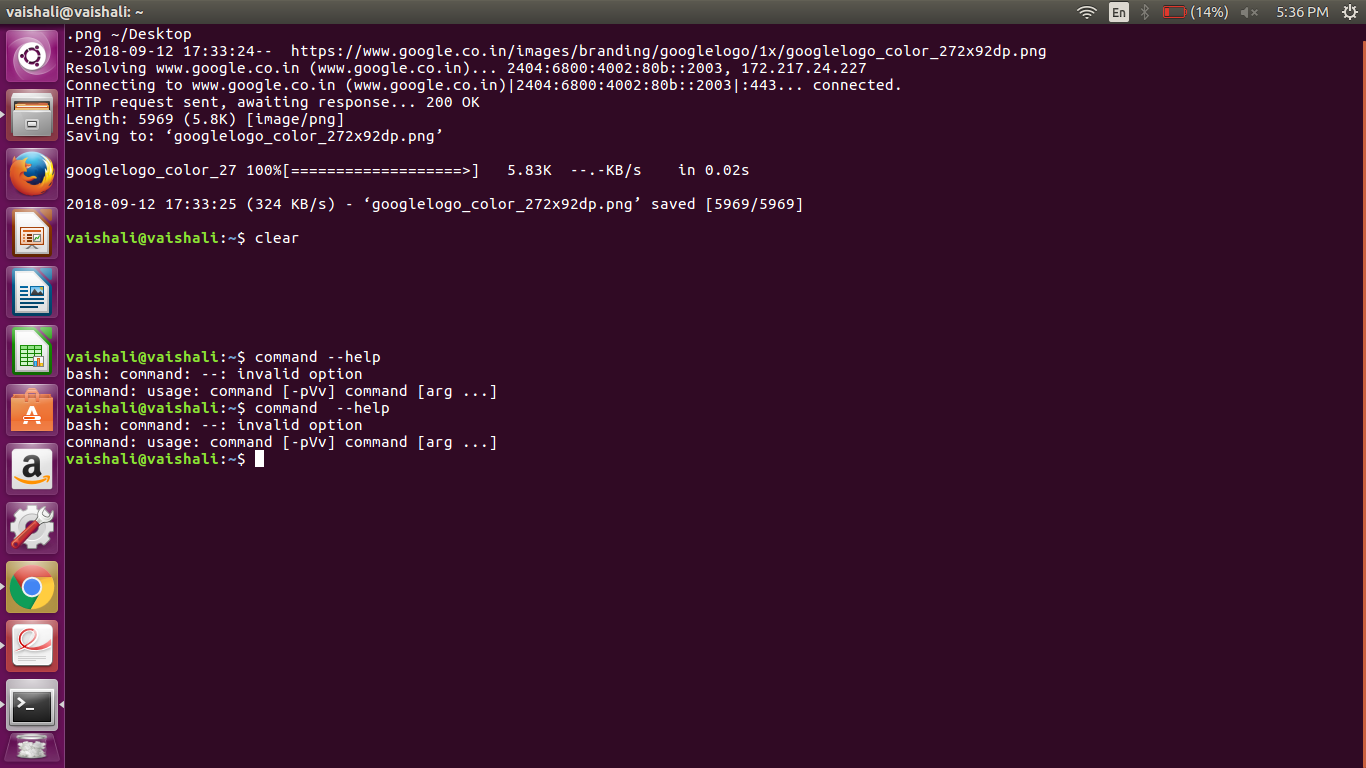 vaishali@vaishali: ~
En
(14%)
5:36 PM
.png ~/Desktop
--2018-09-12 17:33:24--  https://www.google.co.in/images/branding/googlelogo/1x/googlelogo_color_272x92dp.png
Resolving www.google.co.in (www.google.co.in)... 2404:6800:4002:80b::2003, 172.217.24.227
Connecting to www.google.co.in (www.google.co.in)|2404:6800:4002:80b::2003|:443... connected.
HTTP request sent, awaiting response... 200 OK
Length: 5969 (5.8K) [image/png]
Saving to: ‘googlelogo_color_272x92dp.png’
googlelogo_color_27 100%[===================>]   5.83K  --.-KB/s    in 0.02s
2018-09-12 17:33:25 (324 KB/s) - ‘googlelogo_color_272x92dp.png’ saved [5969/5969]
vaishali@vaishali:~$ clear
vaishali@vaishali:~$ command --help
bash: command: --: invalid option
command: usage: command [-pVv] command [arg ...]
vaishali@vaishali:~$ command  --help
bash: command: --: invalid option
command: usage: command [-pVv] command [arg ...]
vaishali@vaishali:~$